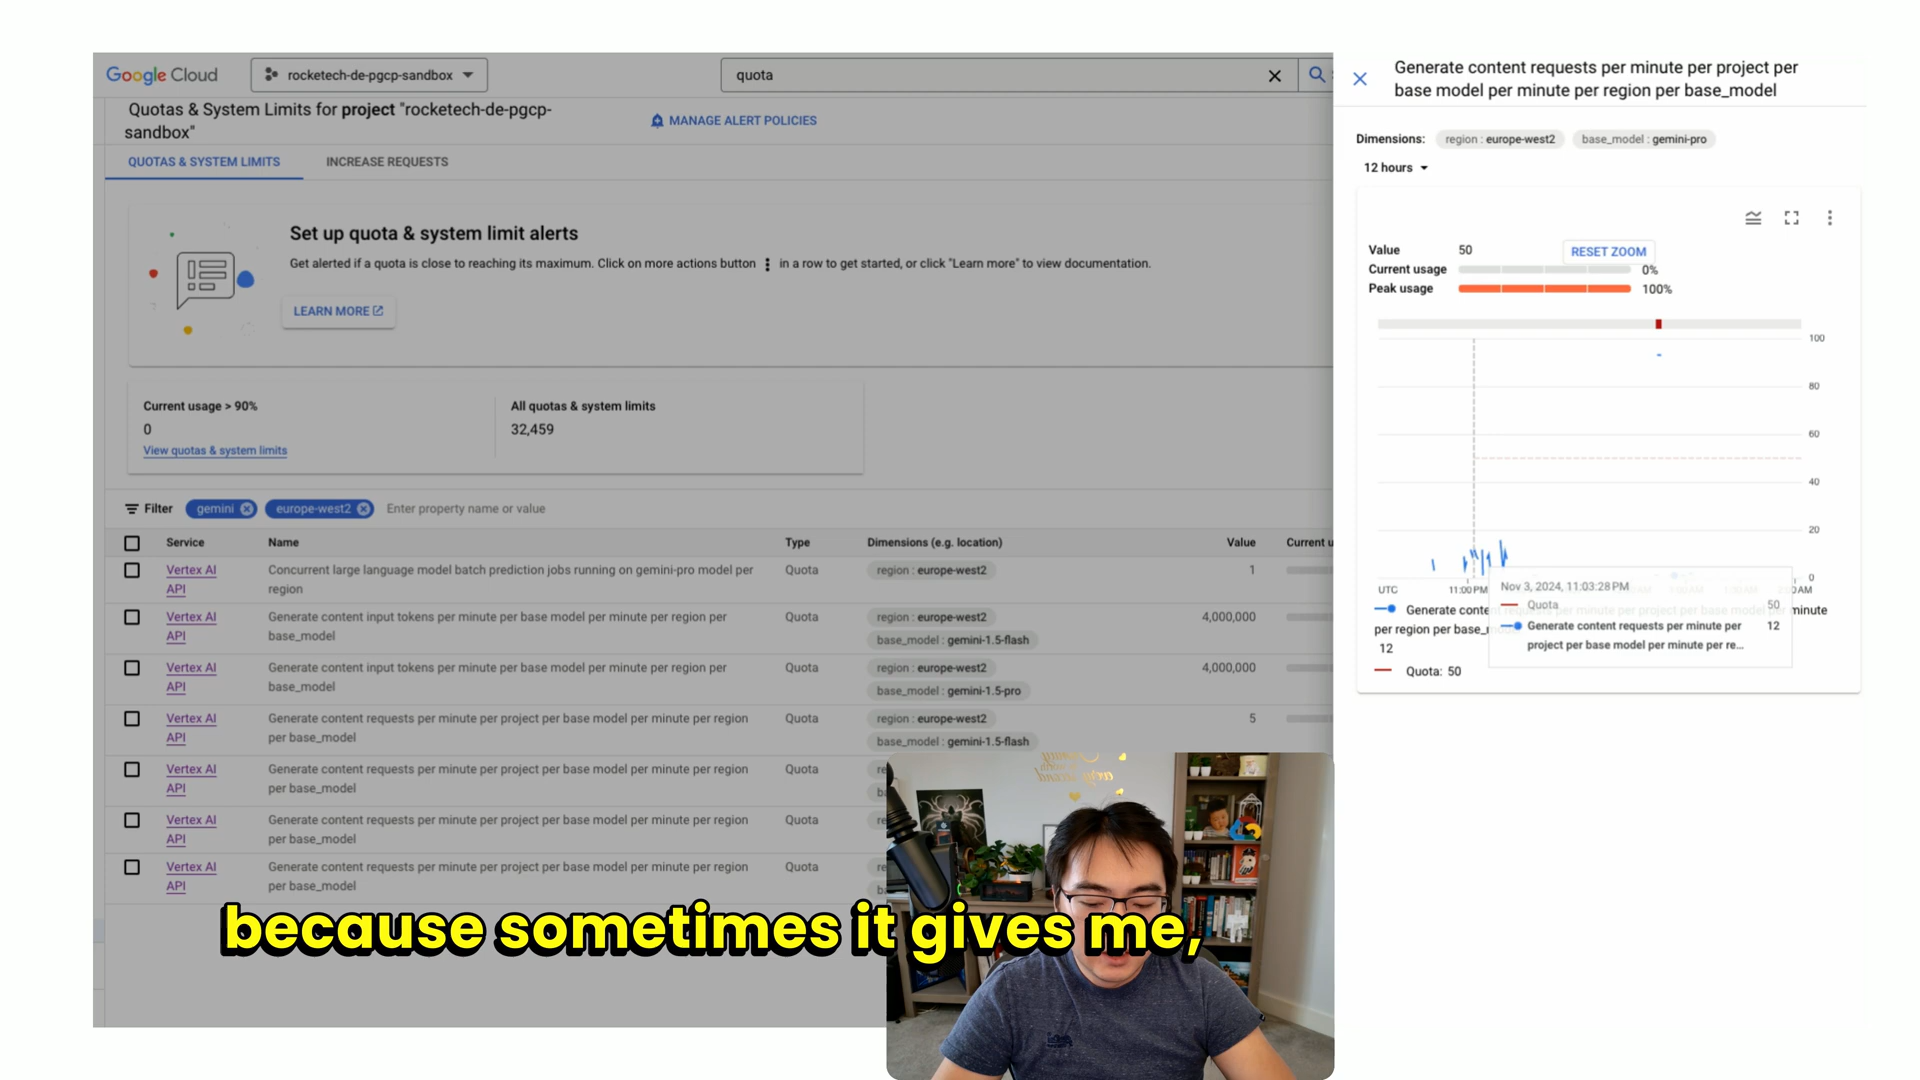 Google Cloud
rocketech-de-pgcp-sandbox
quota
Quotas & System Limits for project "rocketech-de-pgcp-
sandbox"
MANAGE ALERT POLICIES
QUOTAS & SYSTEM LIMITS
INCREASE REQUESTS
Set up quota & system limit alerts
Get alerted if a quota is close to reaching its maximum. Click on more actions button in a row to get started, or click "Learn more" to view documentation.
LEARN MORE
Current usage > 90%
0
View quotas & system limits
All quotas & system limits
32,459
Filter gemini europe-west2 Enter property name or value
Service Name Type Dimensions (e.g. location) Value Current u
Vertex AI Concurrent large language model batch prediction jobs running on gemini-pro model per Quota region : europe-west2 1
API region
Vertex AI Generate content input tokens per minute per base model per minute per region per Quota region : europe-west2 4,000,000
API base_model base_model : gemini-1.5-flash
Vertex AI Generate content input tokens per minute per base model per minute per region per Quota region : europe-west2 4,000,000
API base_model base_model : gemini-1.5-pro
Vertex AI Generate content requests per minute per project per base model per minute per region Quota region : europe-west2 5
API per base_model base_model : gemini-1.5-flash
Vertex AI Generate content requests per minute per project per base model per minute per region Quota re
API per base_model ba
Vertex AI Generate content requests per minute per project per base model per minute per region Quota re
API per base_model
Vertex AI Generate content requests per minute per project per base model per minute per region Quota re
API per base_model ba
because sometimes it gives me,
Generate content requests per minute per project per
base model per minute per region per base_model
Dimensions: region : europe-west2 base_model : gemini-pro
12 hours
Value 50 RESET ZOOM
Current usage 0%
Peak usage 100%
100
80
60
40
20
0
UTC 11:00 PM AM
Generate conte minute
per region per base_
12
Quota: 50
Nov 3, 2024, 11:03:28 PM
Quota 50
Generate content requests per minute 12
project per base model per minute per re...